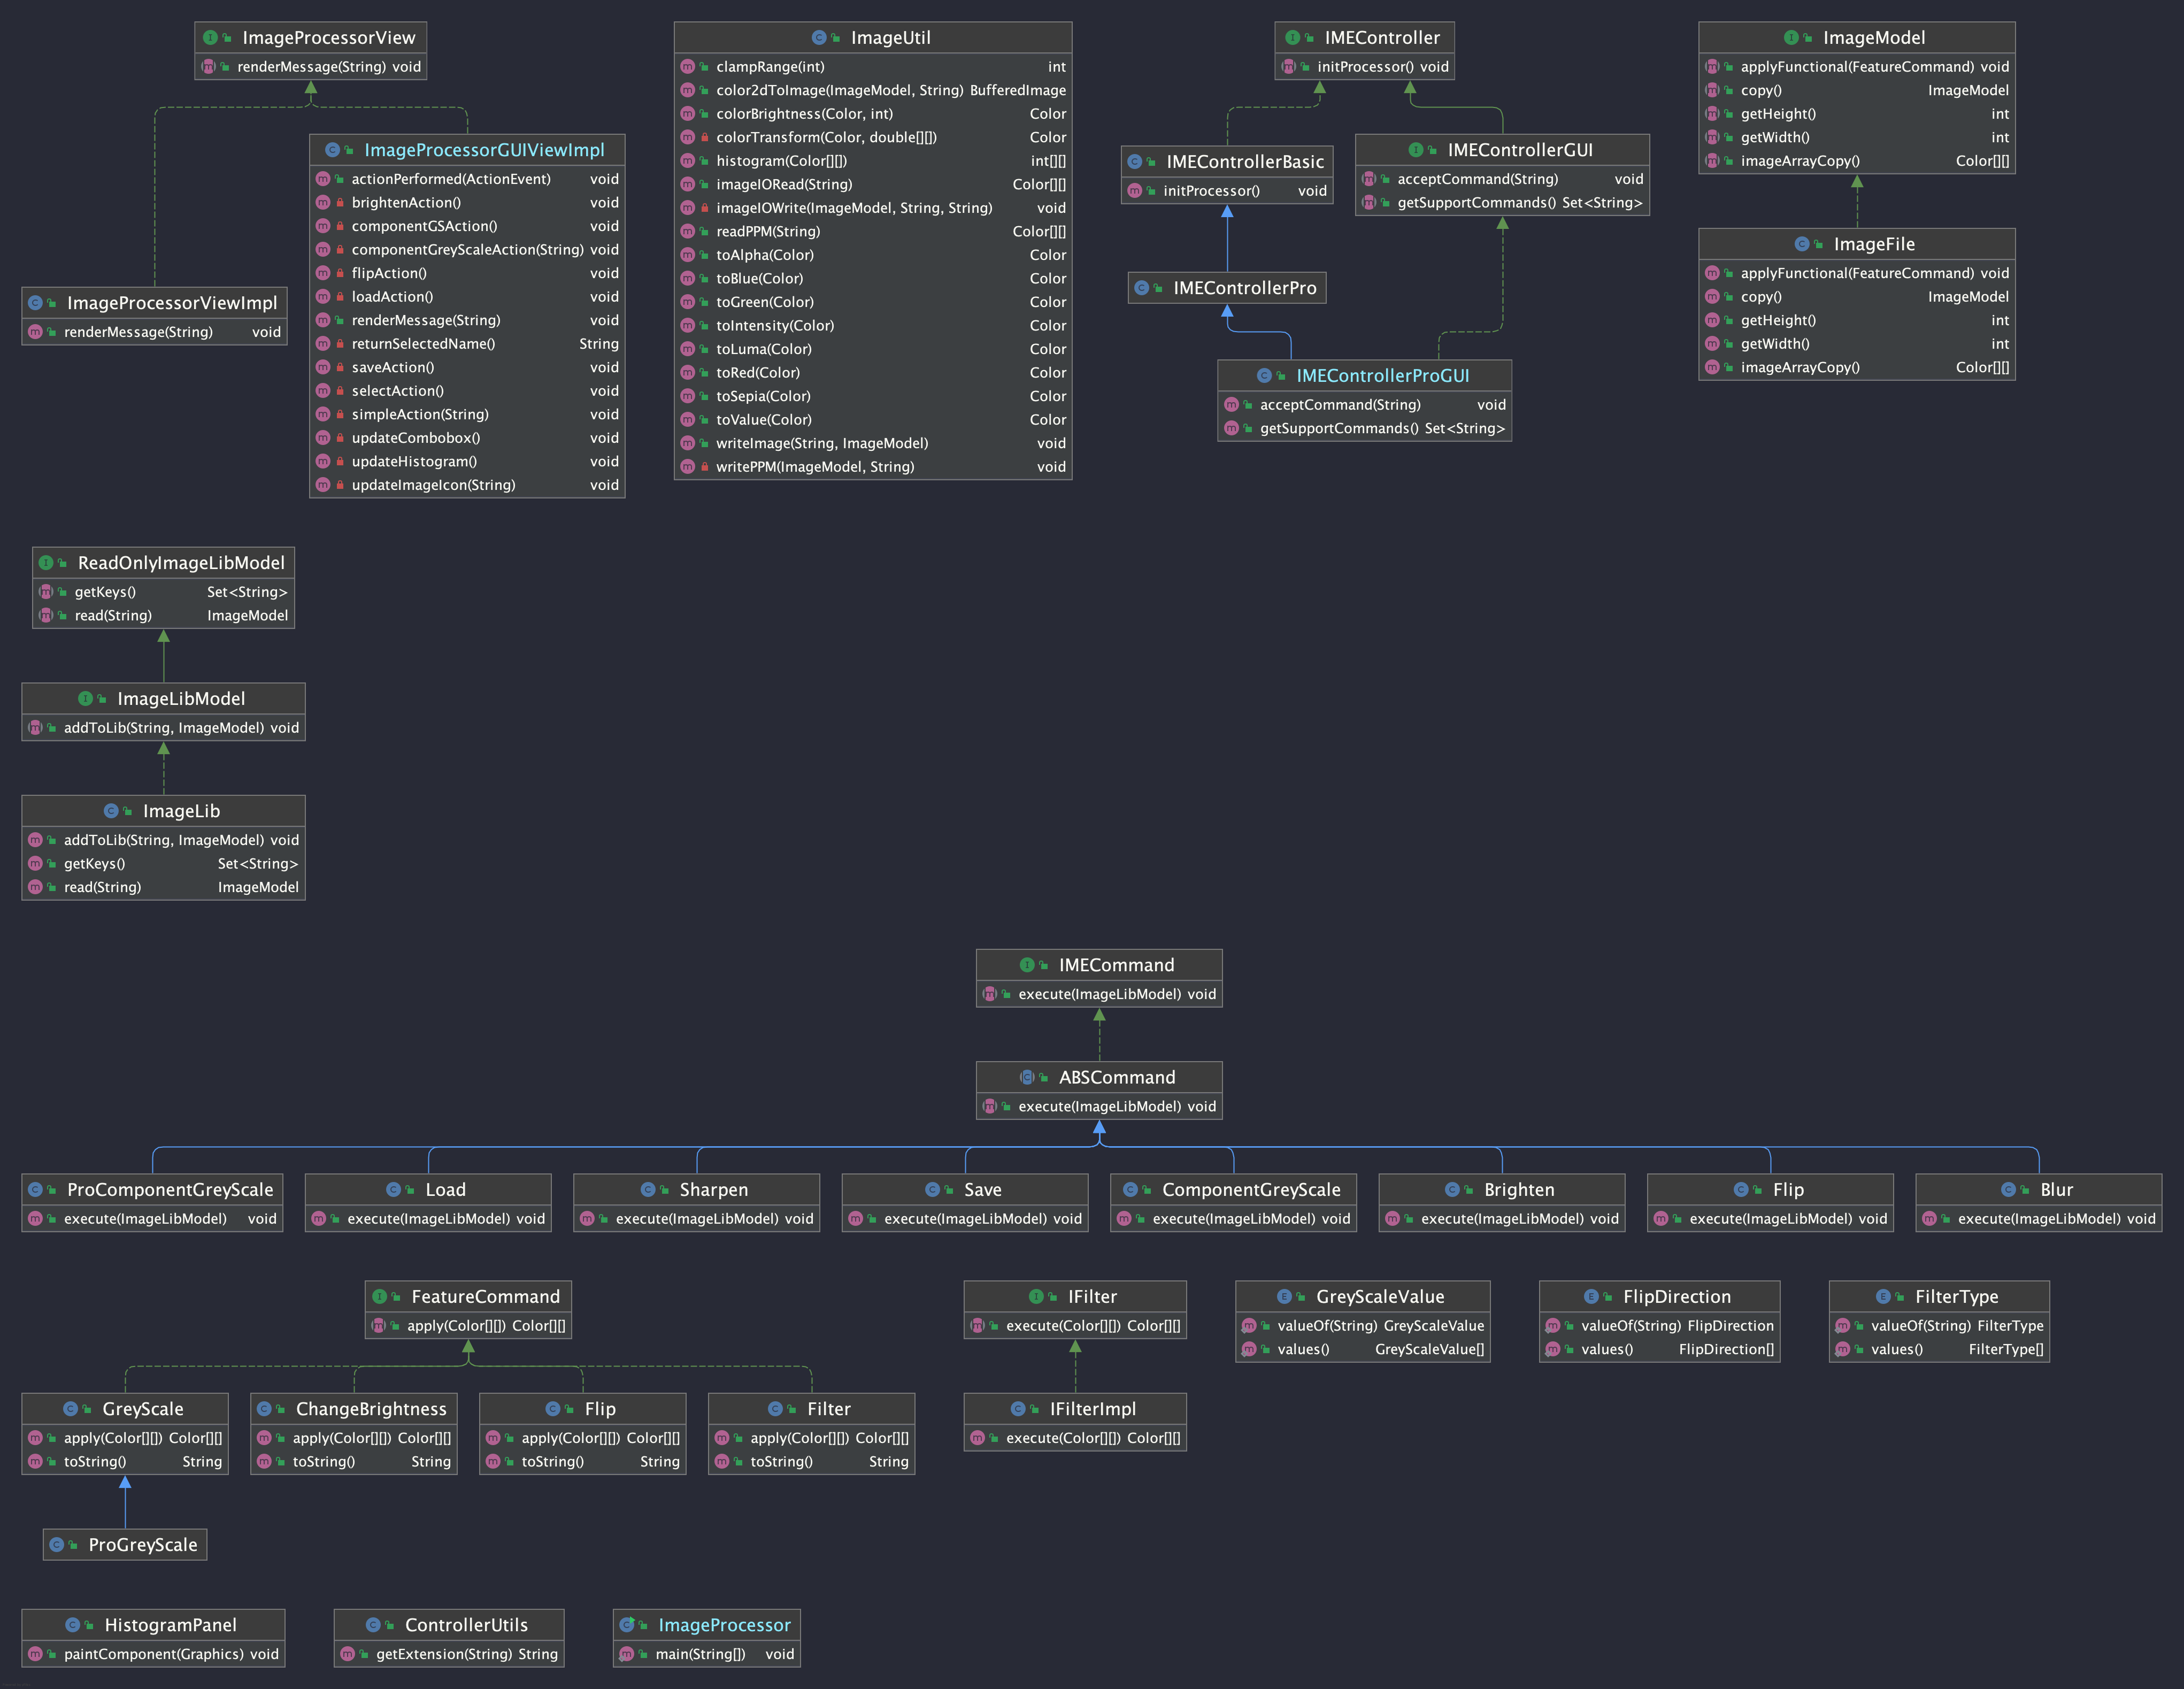 ImageProcessorView
renderMessage(String) void
ImageProcessorGUIViewImpl
actionPerformed(ActionEvent) void
brightenAction() void
componentGSAction() void
componentGreyScaleAction(String) void
flipAction() void
loadAction() void
renderMessage(String) void
returnSelectedName() String
saveAction() void
selectAction() void
simpleAction(String) void
updateCombobox() void
updateHistogram() void
updateImageIcon(String) void
ImageProcessorViewImpl
renderMessage(String) void
ImageUtil
clampRange(int) int
color2dToImage(ImageModel, String) BufferedImage
colorBrightness(Color, int) Color
colorTransform(Color, double[][]) Color
histogram(Color[][]) int[][]
imageIORead(String) Color[][]
imageIOWrite(ImageModel, String, String) void
readPPM(String) Color[][]
toAlpha(Color) Color
toBlue(Color) Color
toGreen(Color) Color
toIntensity(Color) Color
toLuma(Color) Color
toRed(Color) Color
toSepia(Color) Color
toValue(Color) Color
writeImage(String, ImageModel) void
writePPM(ImageModel, String) void
IMEController
initProcessor() void
IMEControllerBasic
initProcessor() void
IMEControllerGUI
acceptCommand(String) void
getSupportCommands() Set<String>
IMEControllerPro
IMEControllerProGUI
acceptCommand(String) void
getSupportCommands() Set<String>
ImageModel
applyFunctional(FeatureCommand) void
copy() ImageModel
getHeight() int
getWidth() int
imageArrayCopy() Color[][]
ImageFile
applyFunctional(FeatureCommand) void
copy() ImageModel
getHeight() int
getWidth() int
imageArrayCopy() Color[][]
ReadOnlyImageLibModel
getKeys() Set<String>
read(String) ImageModel
ImageLibModel
addToLib(String, ImageModel) void
ImageLib
addToLib(String, ImageModel) void
getKeys() Set<String>
read(String) ImageModel
IMECommand
execute(ImageLibModel) void
ABSCommand
execute(ImageLibModel) void
ProComponentGreyScale
execute(ImageLibModel) void
Load
execute(ImageLibModel) void
Sharpen
execute(ImageLibModel) void
Save
execute(ImageLibModel) void
ComponentGreyScale
execute(ImageLibModel) void
Brighten
execute(ImageLibModel) void
Flip
execute(ImageLibModel) void
Blur
execute(ImageLibModel) void
FeatureCommand
apply(Color[][]) Color[][]
GreyScale
apply(Color[][]) Color[][]
toString() String
ChangeBrightness
apply(Color[][]) Color[][]
toString() String
Flip
apply(Color[][]) Color[][]
toString() String
Filter
apply(Color[][]) Color[][]
toString() String
ProGreyScale
IFilter
execute(Color[][]) Color[][]
IFilterImpl
execute(Color[][]) Color[][]
GreyScaleValue
valueOf(String) GreyScaleValue
values() GreyScaleValue[]
FlipDirection
valueOf(String) FlipDirection
values() FlipDirection[]
FilterType
valueOf(String) FilterType
values() FilterType[]
HistogramPanel
paintComponent(Graphics) void
ControllerUtils
getExtension(String) String
ImageProcessor
main(String[]) void